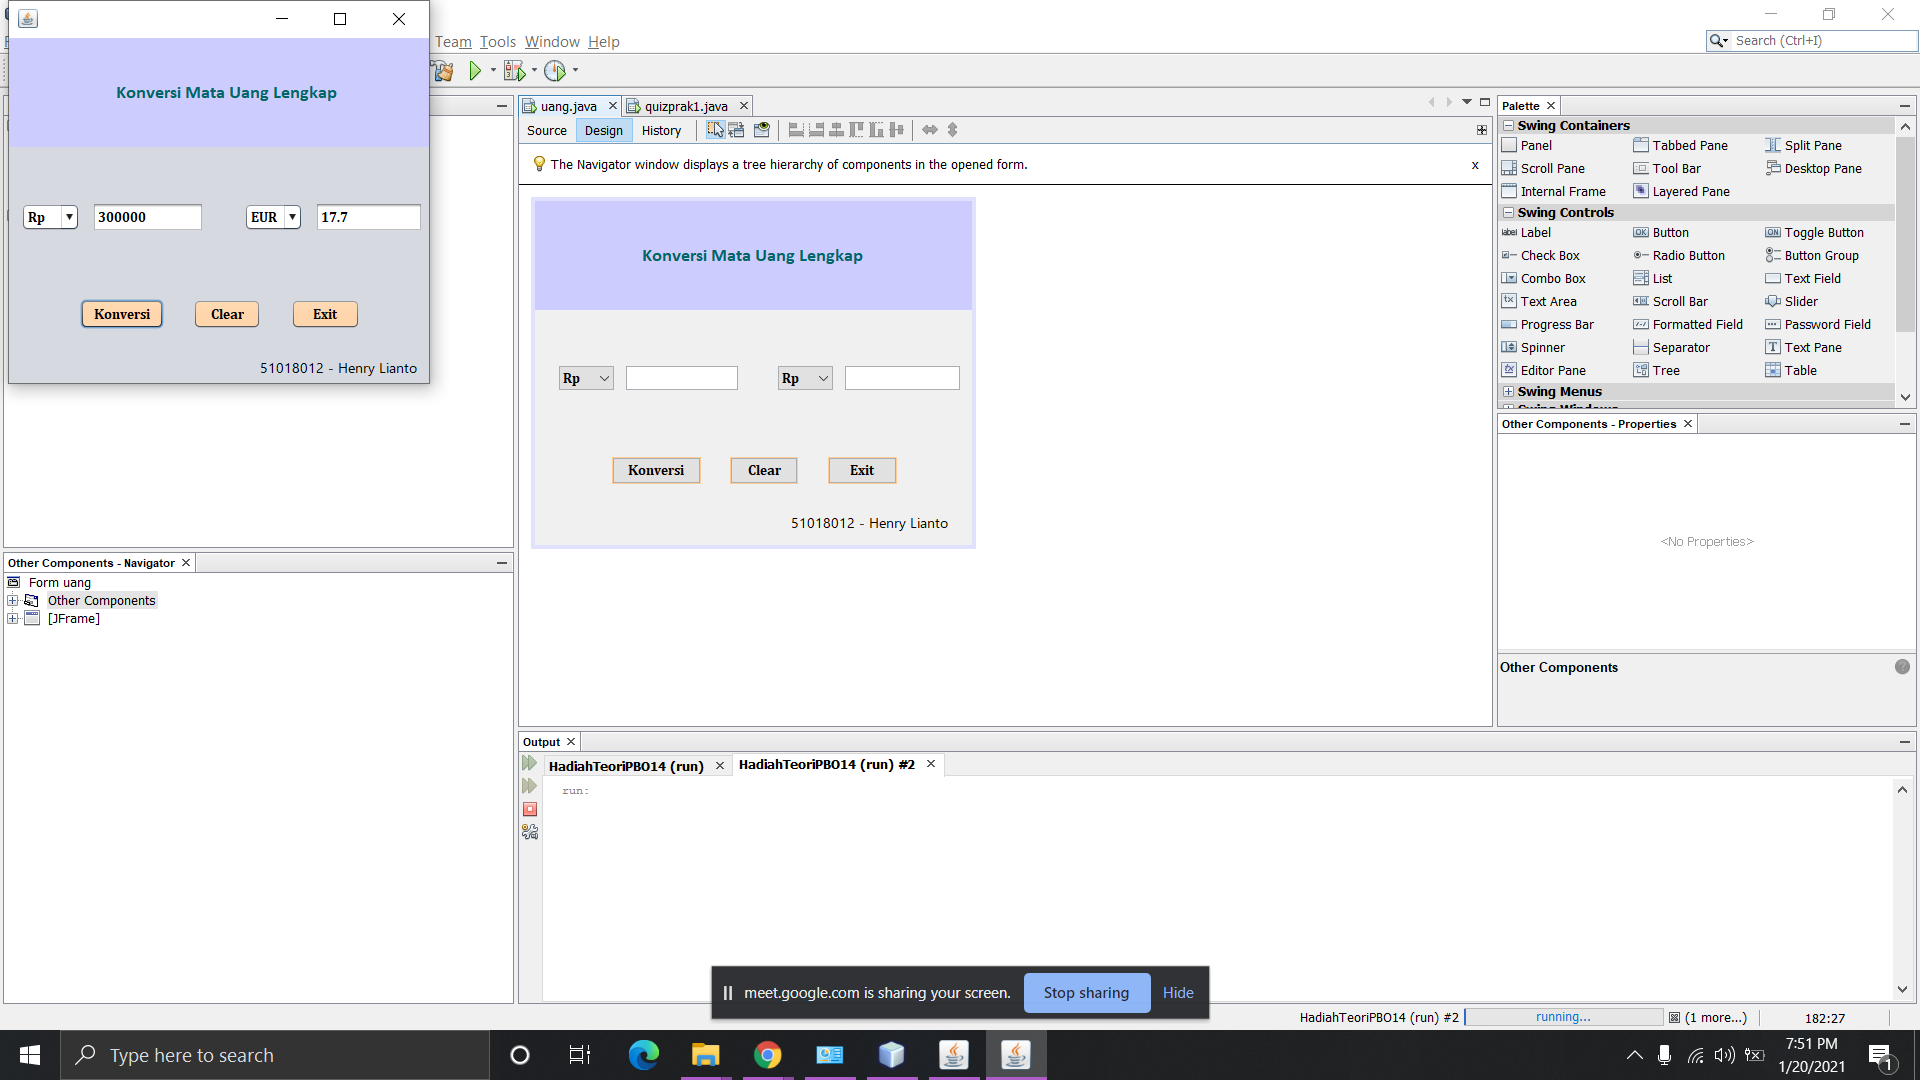 Team Tools Window Help
Search (Ctrl+I)
Konversi Mata Uang Lengkap
Rp 300000 EUR 17.7
Konversi Clear Exit
51018012 - Henry Lianto
uang.java quizprak1.java
Source Design History
The Navigator window displays a tree hierarchy of components in the opened form. x
Konversi Mata Uang Lengkap
Rp Rp
Konversi Clear Exit
51018012 - Henry Lianto
Palette
Swing Containers
Panel Tabbed Pane Split Pane
Scroll Pane Tool Bar Desktop Pane
Internal Frame Layered Pane
Swing Controls
Label Button Toggle Button
Check Box Radio Button Button Group
Combo Box List Text Field
Text Area Scroll Bar Slider
Progress Bar Formatted Field Password Field
Spinner Separator Text Pane
Editor Pane Tree Table
Swing Menus
Other Components - Properties
<No Properties>
Other Components
Other Components - Navigator
Form uang
Other Components
[JFrame]
Output
HadiahTeoriPBO14 (run) HadiahTeoriPBO14 (run) #2
run:
meet.google.com is sharing your screen. Stop sharing Hide
HadiahTeoriPBO14 (run) #2 running... (1 more...) 182:27
Type here to search
7:51 PM
1/20/2021
1